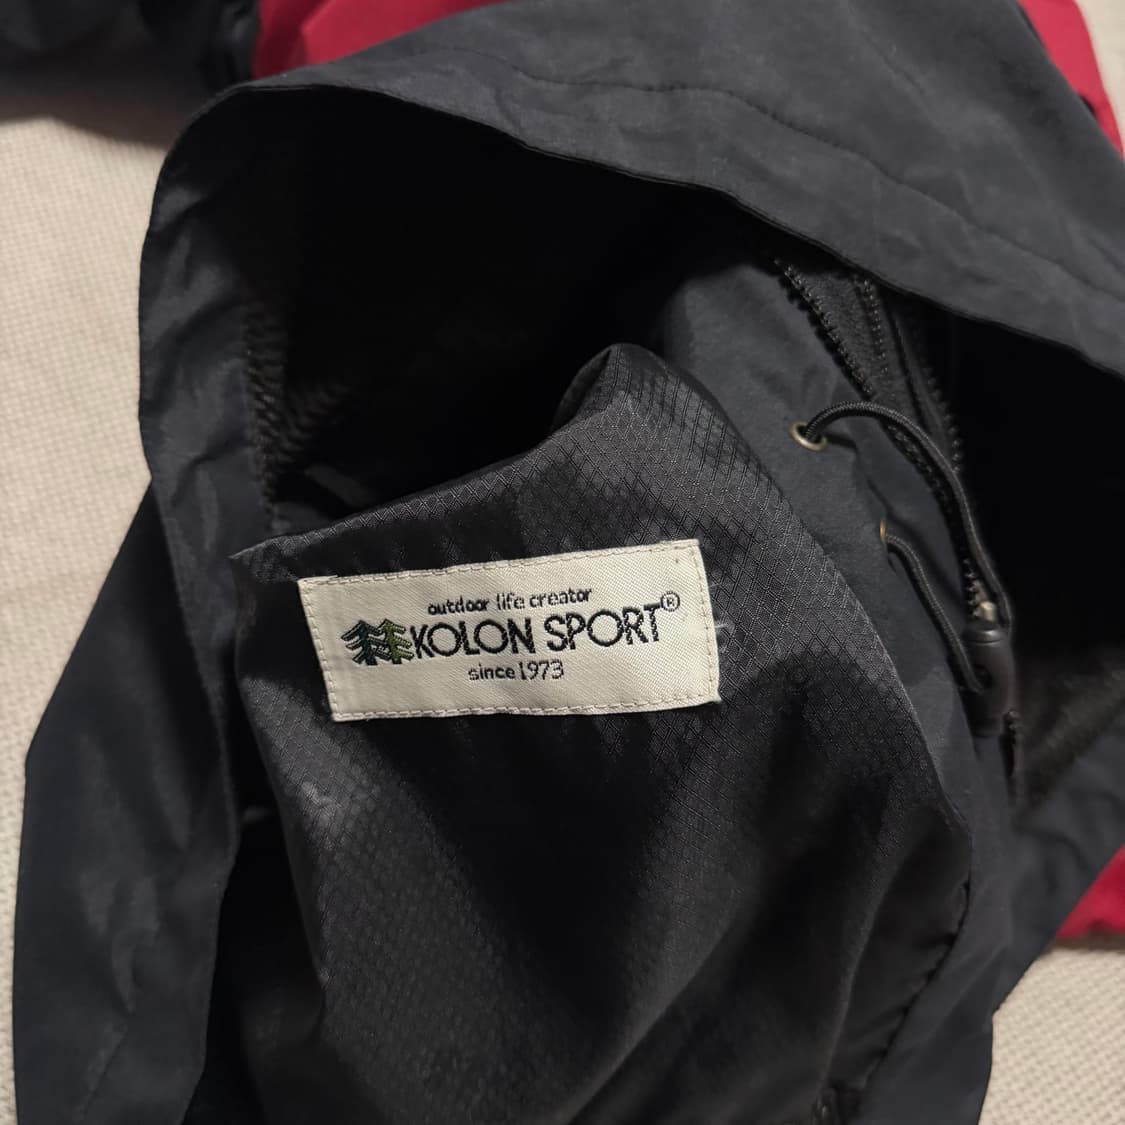 outdoor life creator
KOLON SPORT®
since 1973